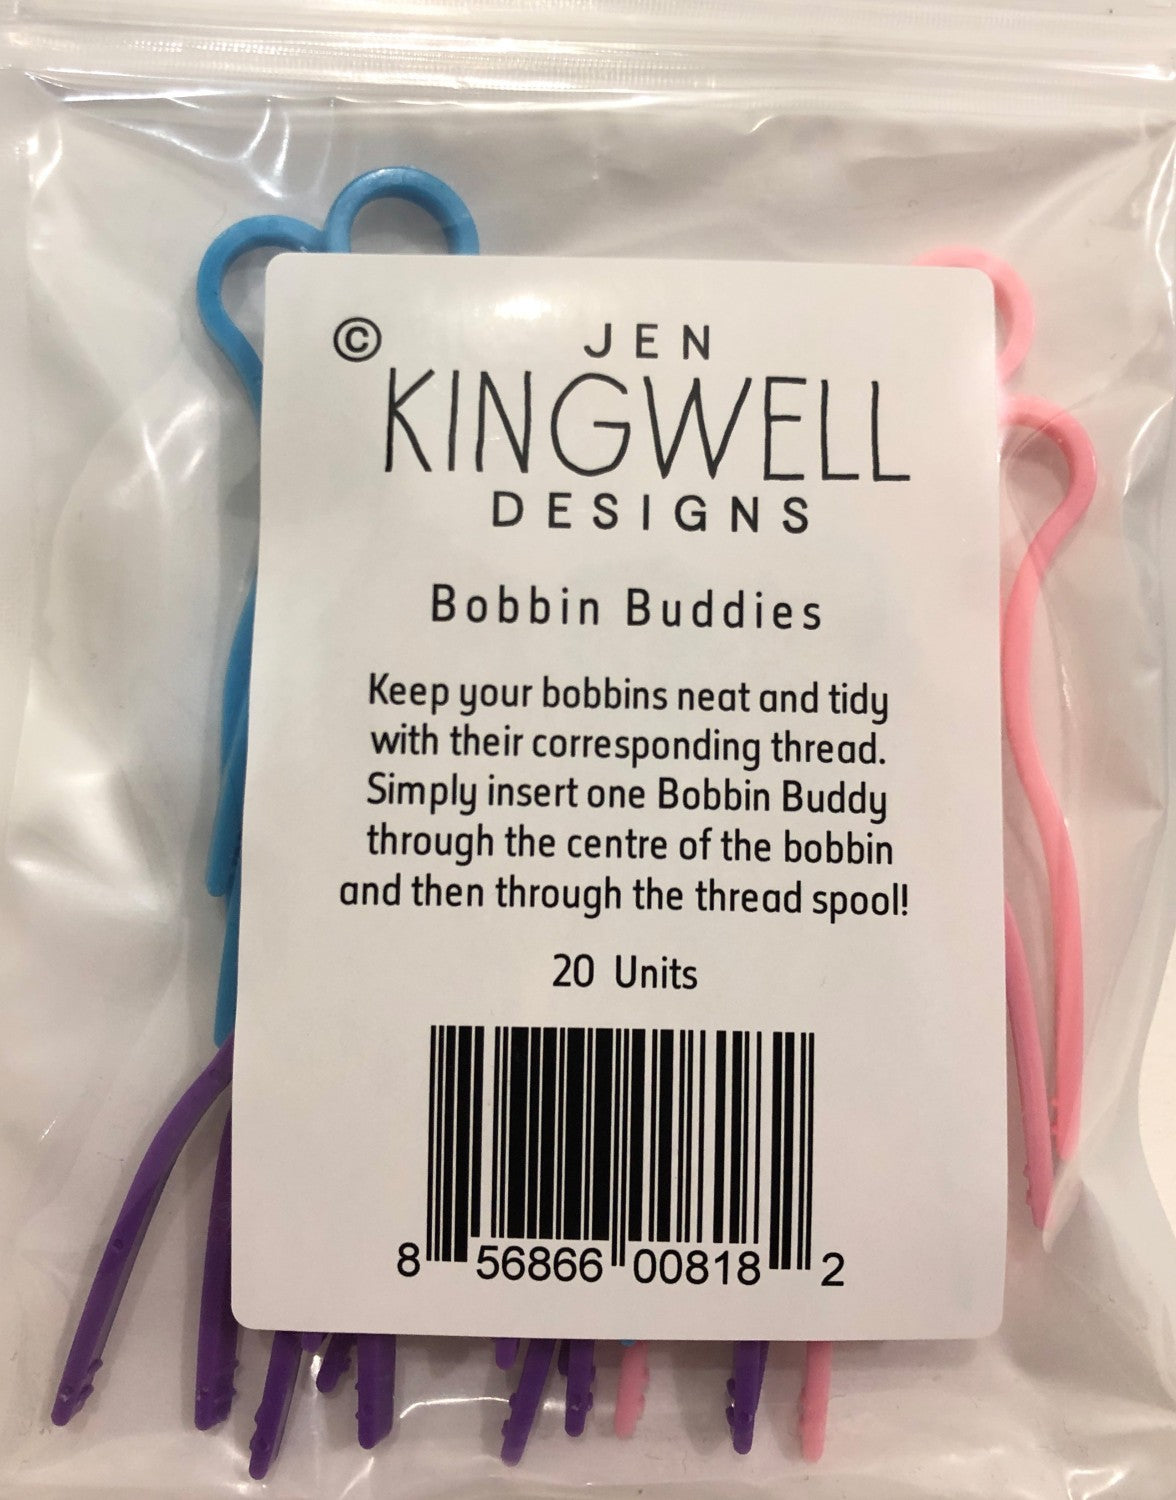 © JEN
KINGWELL
DESIGNS
Bobbin Buddies
Keep your bobbins neat and tidy
with their corresponding thread.
Simply insert one Bobbin Buddy
through the centre of the bobbin
and then through the thread spool!
20 Units
8 56866 00818 2